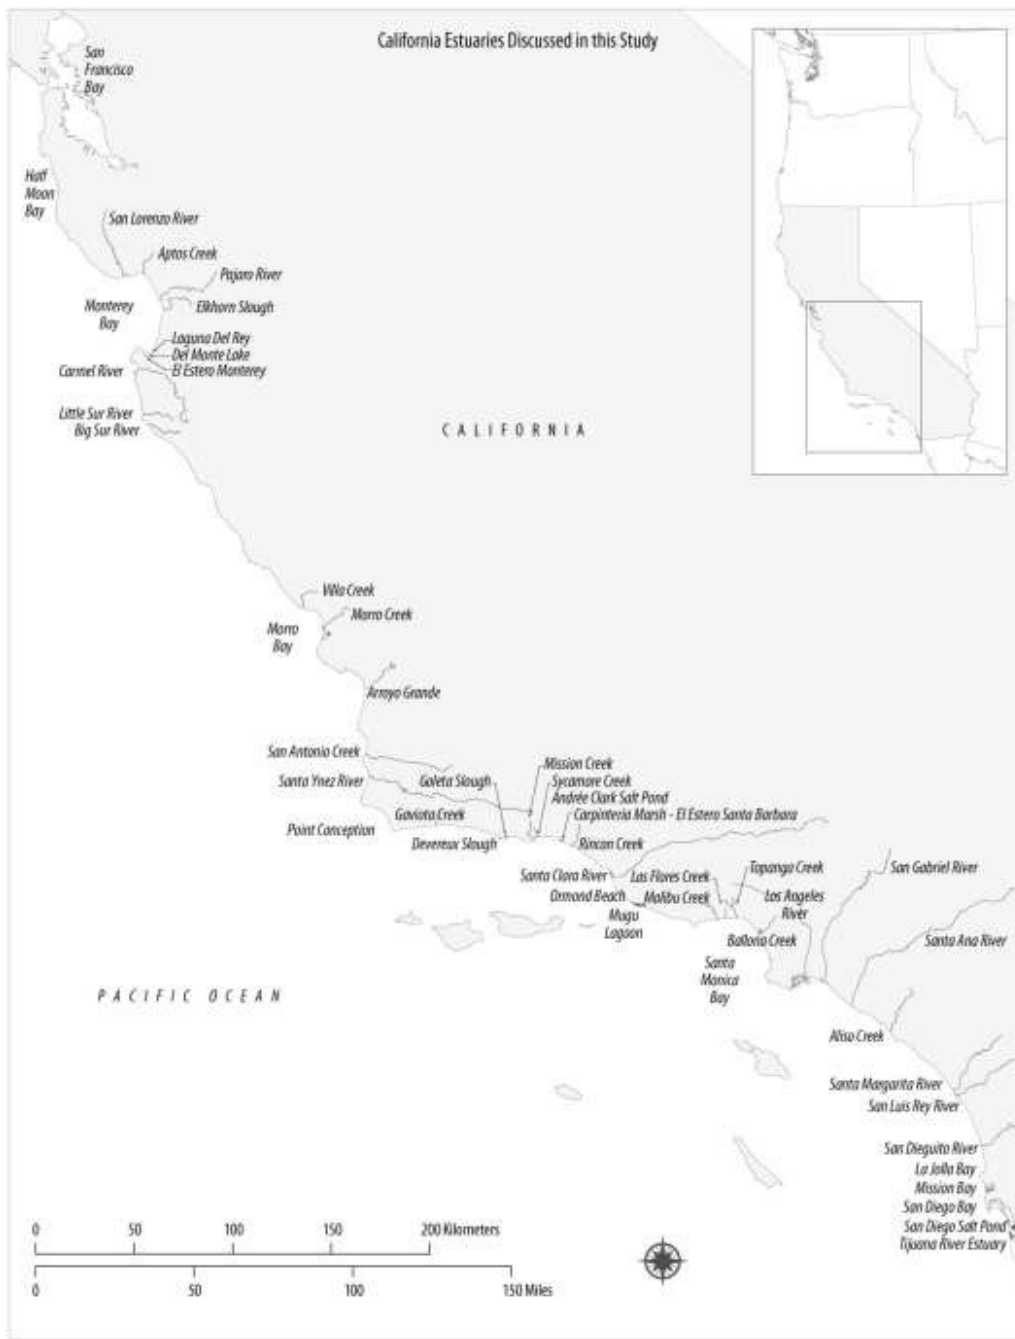 California Estuaries Discussed in this Study
San
Francisco
Bay
Half
Moon
Bay
San Lorenzo River
Aptos Creek
Pajaro River
Elkhorn Slough
Monterey
Bay
Laguna Del Rey
Del Monte Lake
El Estero Monterey
Carmel River
Little Sur River
Big Sur River
CALIFORNIA
Villa Creek
Morro Creek
Morro
Bay
Arroyo Grande
San Antonio Creek
Santa Ynez River
Goleta Slough
Mission Creek
Sycamore Creek
Andrée Clark Salt Pond
Carpinteria Marsh - El Estero Santa Barbara
Gaviota Creek
Point Conception
Devereux Slough
Rincon Creek
Santa Clara River
Las Flores Creek
Topanga Creek
San Gabriel River
Ormond Beach
Malibu Creek
Los Angeles
River
Mugu
Lagoon
Ballona Creek
Santa Ana River
Santa
Monica
Bay
PACIFIC OCEAN
Aliso Creek
Santa Margarita River
San Luis Rey River
San Dieguito River
La Jolla Bay
Mission Bay
San Diego Bay
San Diego Salt Pond
Tijuana River Estuary
0 50 100 150 200 Kilometers
0 50 100 150 Miles